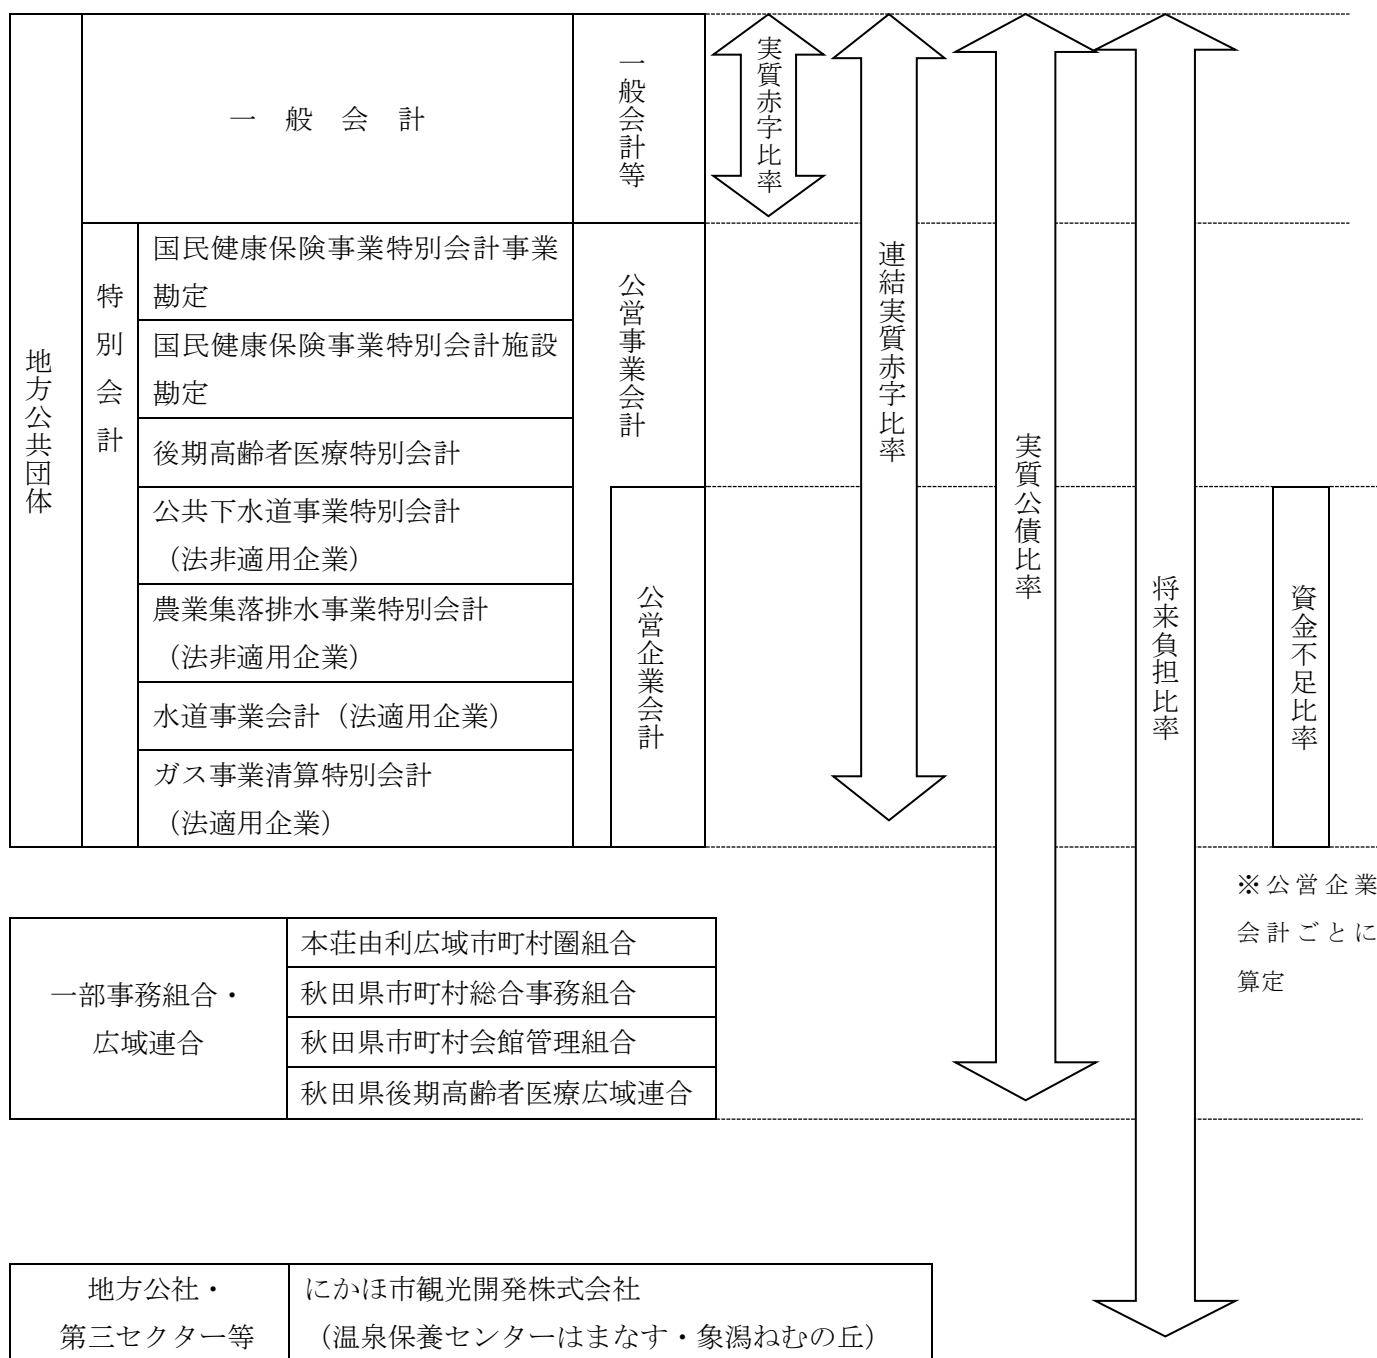 地方公共団体
一般会計
一般会計等
特別会計
国民健康保険事業特別会計事業
勘定
国民健康保険事業特別会計施設
勘定
後期高齢者医療特別会計
公共下水道事業特別会計
（法非適用企業）
農業集落排水事業特別会計
（法非適用企業）
水道事業会計（法適用企業）
ガス事業清算特別会計
（法適用企業）
公営事業会計
公営企業会計
実質赤字比率
連結実質赤字比率
実質公債比率
将来負担比率
資金不足比率
※公営企業
会計ごとに
算定
一部事務組合・
広域連合
本荘由利広域市町村圏組合
秋田県市町村総合事務組合
秋田県市町村会館管理組合
秋田県後期高齢者医療広域連合
地方公社・
第三セクター等
にかほ市観光開発株式会社
（温泉保養センターはまなす・象潟ねむの丘）